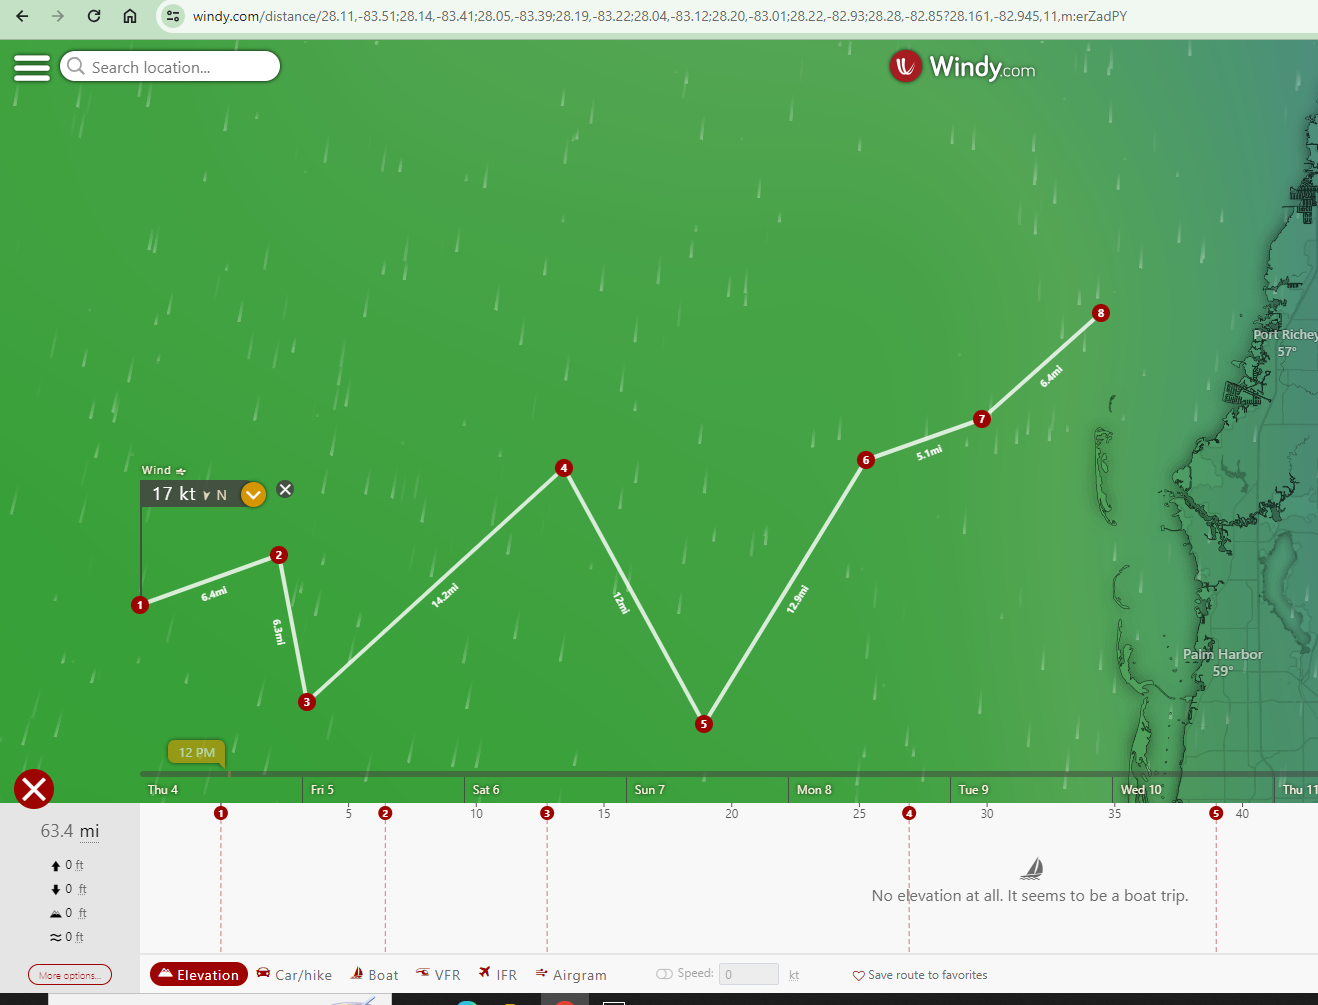 windy.com/distance/28.11,-83.51;28.14,-83.41;28.05,-83.39;28.19,-83.22;28.04,-83.12;28.20,-83.01;28.22,-82.93;28.28,-82.85?28.161,-82.945,11,m:erZadPY
Search location...
Windy.com
8
Port Richey
57°
6.4mi
7
5.1mi
6
4
Wind
17 kt N
2
1
6.4mi
6.3mi
14.2mi
12mi
12.9mi
3
5
Palm Harbor
59°
12 PM
Thu 4 Fri 5 Sat 6 Sun 7 Mon 8 Tue 9 Wed 10 Thu 11
1 5 2 10 3 15 20 25 4 30 35 5 40
63.4 mi
0 ft
0 ft
0 ft
0 ft
No elevation at all. It seems to be a boat trip.
More options...
Elevation Car/hike Boat VFR IFR Airgram Speed: 0 kt Save route to favorites